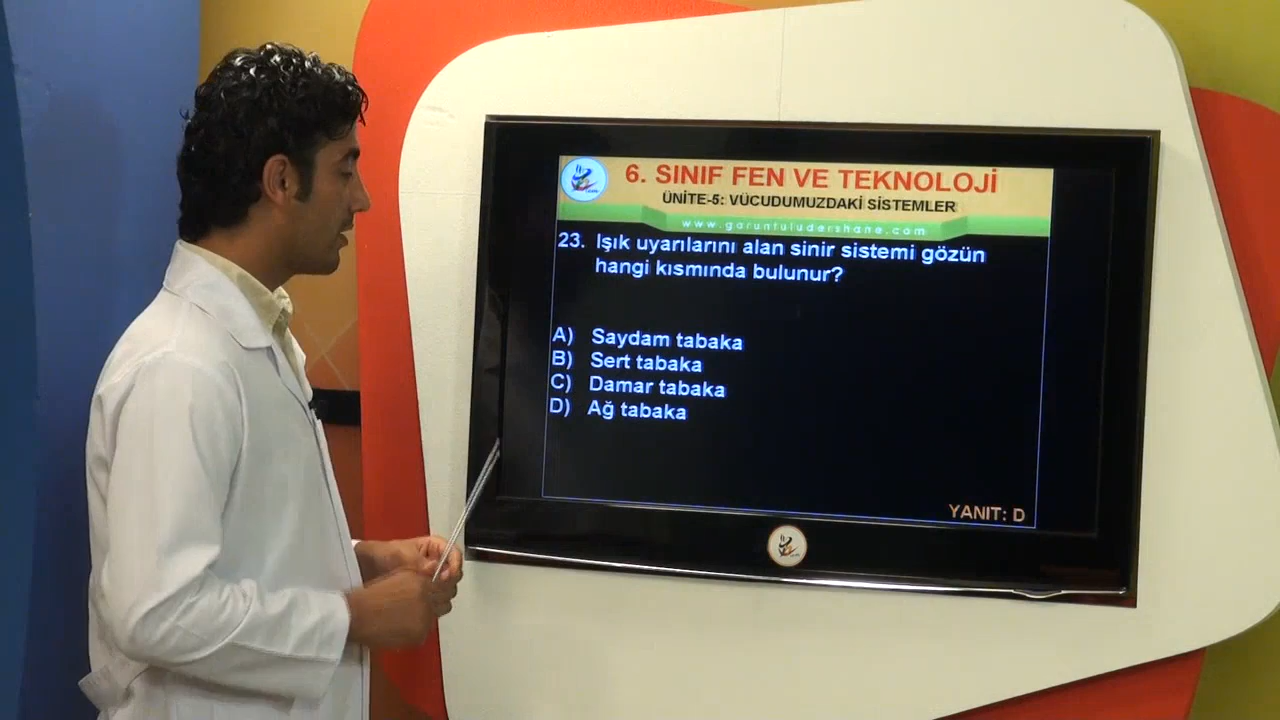 6. SINIF FEN VE TEKNOLOJİ
ÜNİTE-5: VÜCUDUMUZDAKİ SİSTEMLER
www.goruntuludershane.com
23. Işık uyarılarını alan sinir sistemi gözün
hangi kısmında bulunur?
A) Saydam tabaka
B) Sert tabaka
C) Damar tabaka
D) Ağ tabaka
YANIT: D